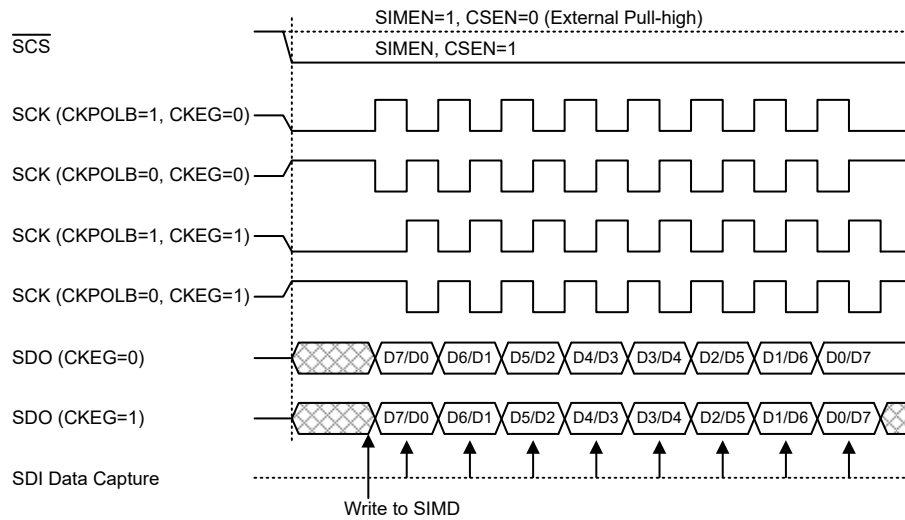 SIMEN=1, CSEN=0 (External Pull-high)
SCS
SIMEN, CSEN=1
SCK (CKPOLB=1, CKEG=0)
SCK (CKPOLB=0, CKEG=0)
SCK (CKPOLB=1, CKEG=1)
SCK (CKPOLB=0, CKEG=1)
SDO (CKEG=0) D7/D0 D6/D1 D5/D2 D4/D3 D3/D4 D2/D5 D1/D6 D0/D7
SDO (CKEG=1) D7/D0 D6/D1 D5/D2 D4/D3 D3/D4 D2/D5 D1/D6 D0/D7
SDI Data Capture
Write to SIMD